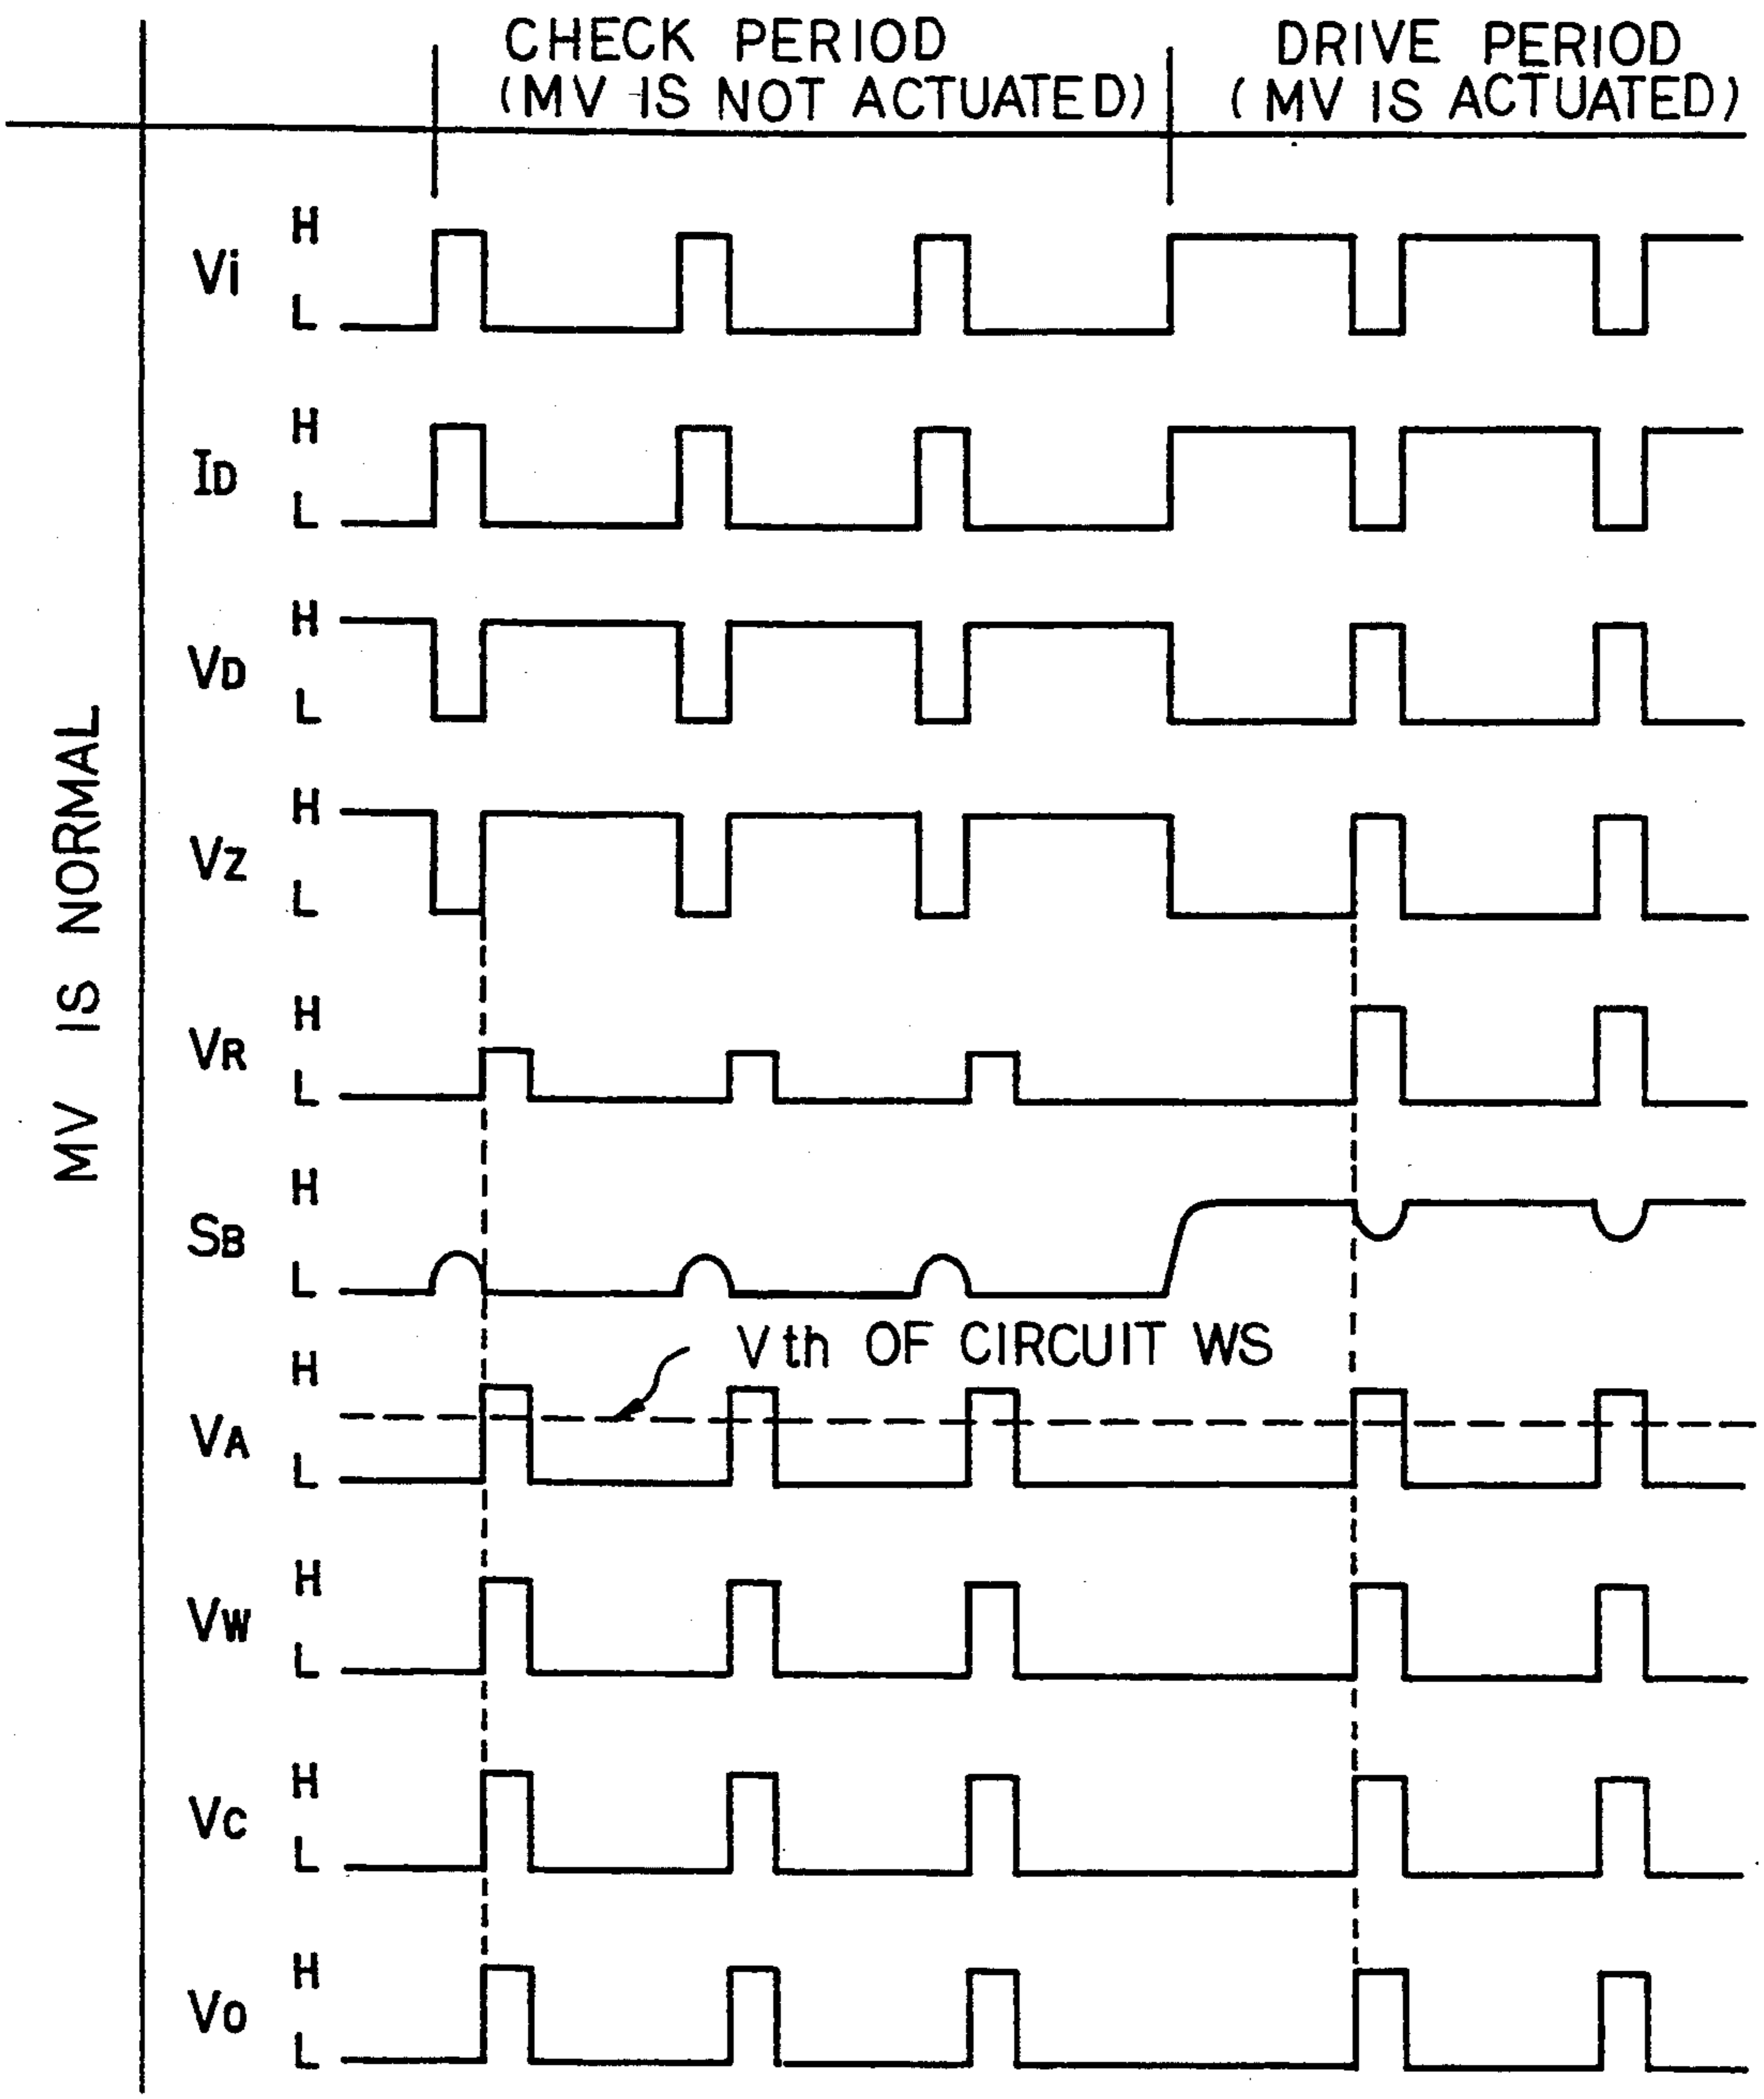 CHECK PERIOD
(MV IS NOT ACTUATED)
DRIVE PERIOD
(MV IS ACTUATED)
MV IS NORMAL
Vi
H
L
ID
H
L
VD
H
L
VZ
H
L
VR
H
L
SB
H
L
Vth OF CIRCUIT WS
VA
H
L
VW
H
L
VC
H
L
VO
H
L